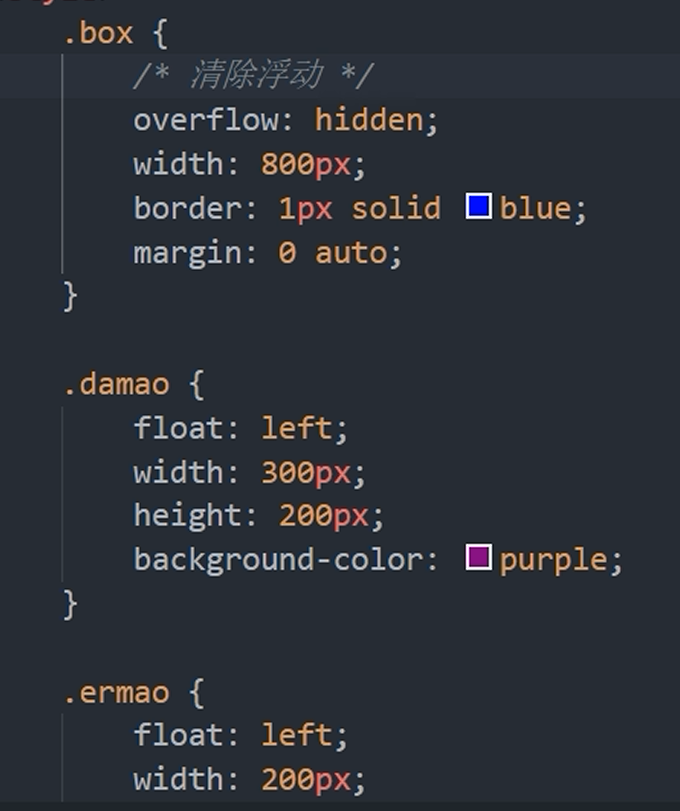 .box {
/* 清除浮动 */
overflow: hidden;
width: 800px;
border: 1px solid blue;
margin: 0 auto;
}
.damao {
float: left;
width: 300px;
height: 200px;
background-color: purple;
}
.ermao {
float: left;
width: 200px;